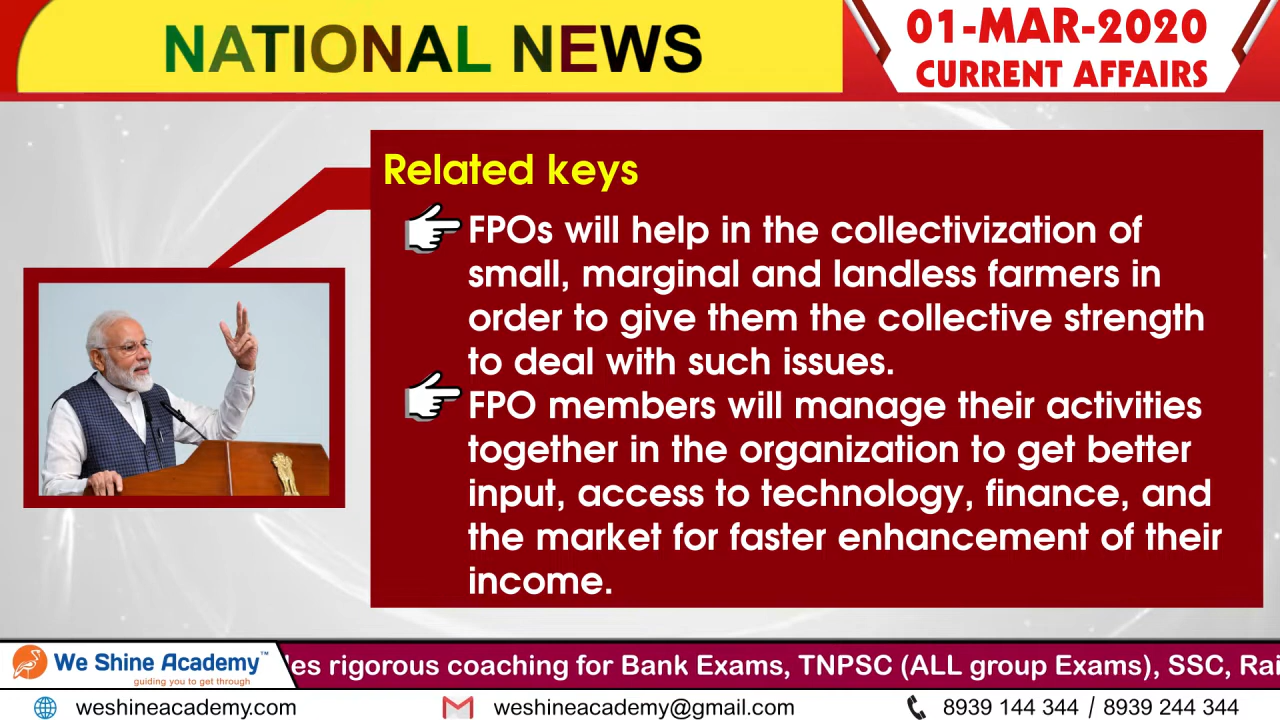 NATIONAL NEWS
01-MAR-2020
CURRENT AFFAIRS
Related keys
FPOs will help in the collectivization of
small, marginal and landless farmers in
order to give them the collective strength
to deal with such issues.
FPO members will manage their activities
together in the organization to get better
input, access to technology, finance, and
the market for faster enhancement of their
income.
We Shine Academy™
guiding you to get through
rigorous coaching for Bank Exams, TNPSC (ALL group Exams), SSC,
weshineacademy.com
weshineacademy@gmail.com
8939 144 344 / 8939 244 344